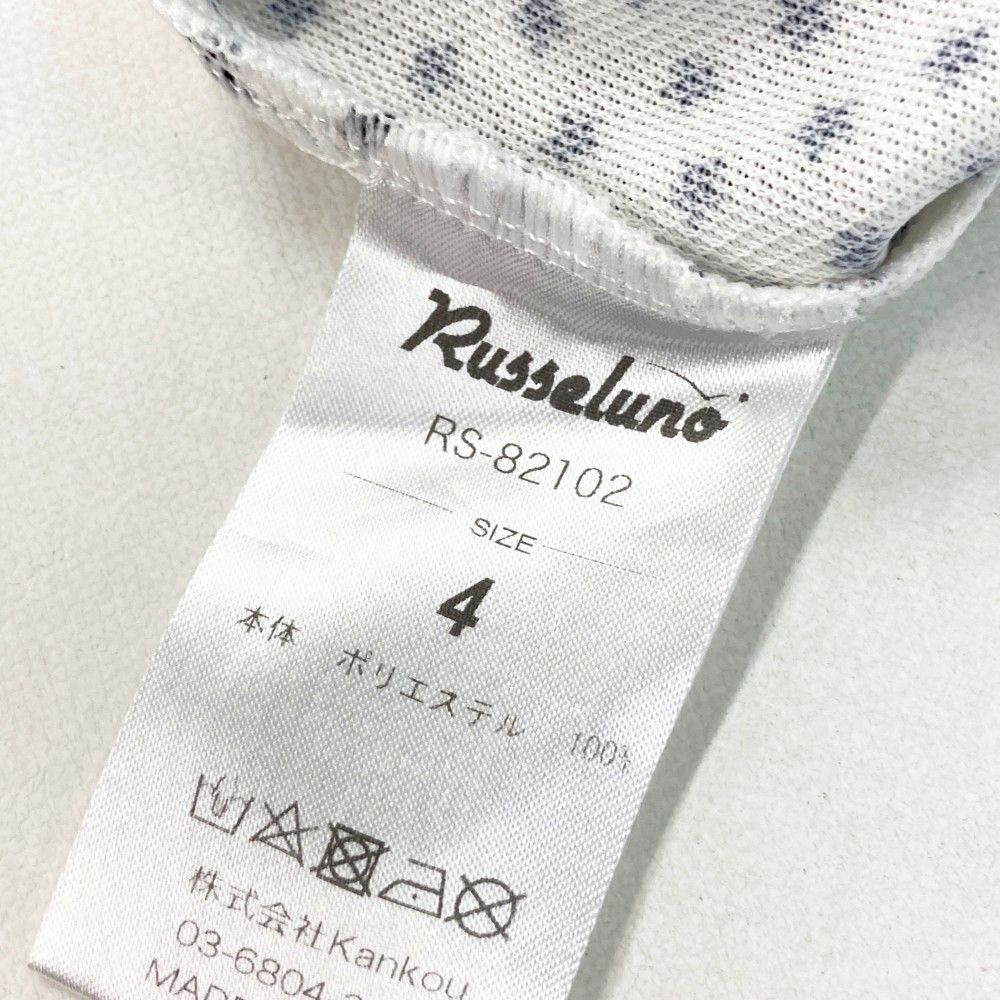 Russeluno
RS-82102
SIZE
4
本体 ポリエステル 100%
株式会社Kankou
03-6804-
MADE